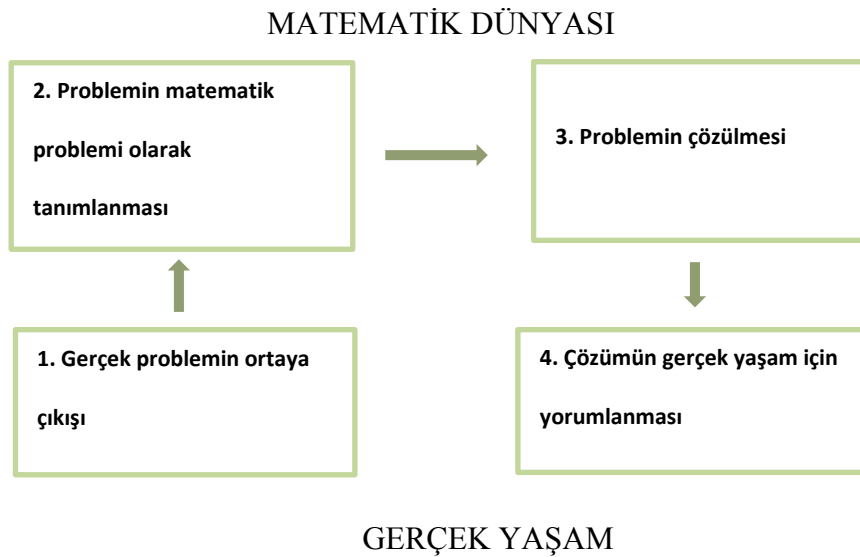 MATEMATİK DÜNYASI
2. Problemin matematik
problemi olarak
tanımlanması
3. Problemin çözülmesi
1. Gerçek problemin ortaya
çıkışı
4. Çözümün gerçek yaşam için
yorumlanması
GERÇEK YAŞAM